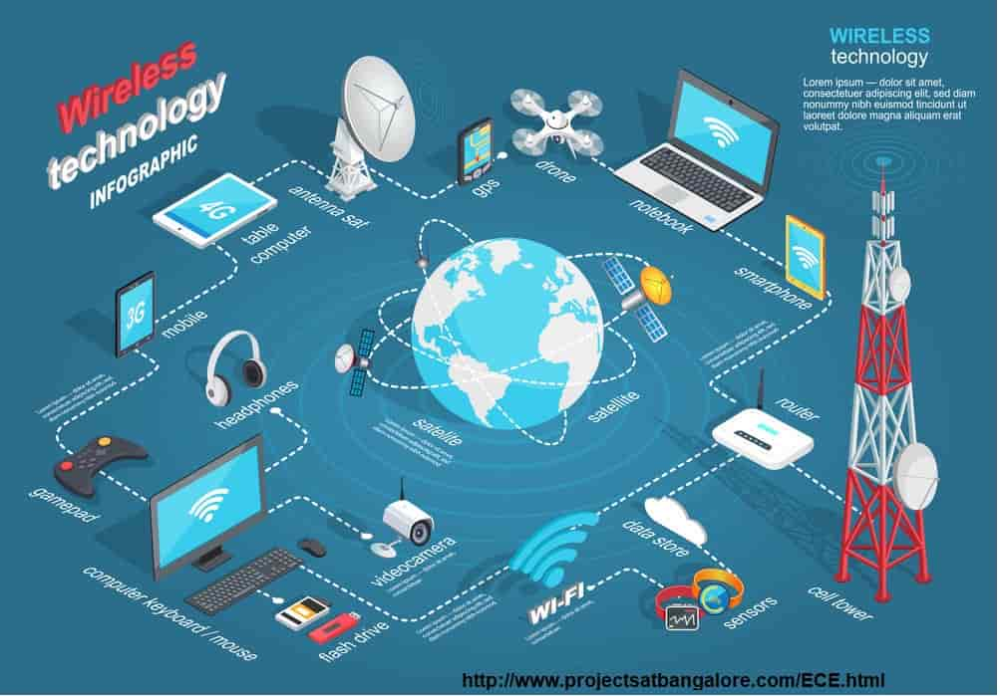 Wireless
technology
INFOGRAPHIC
WIRELESS
technology
Lorem ipsum — dolor sit amet,
consectetuer adipiscing elit, sed diam
nonummy nibh euismod tincidunt ut
laoreet dolore magna aliquam erat
volutpat.
antenna sat
gps
drone
notebook
4G
table
computer
smartphone
3G
mobile
headphones
satelite
satellite
router
gamepad
computer keyboard / mouse
videocamera
flash drive
WI-FI
data store
sensors
cell tower
http://www.projectsatbangalore.com/ECE.html